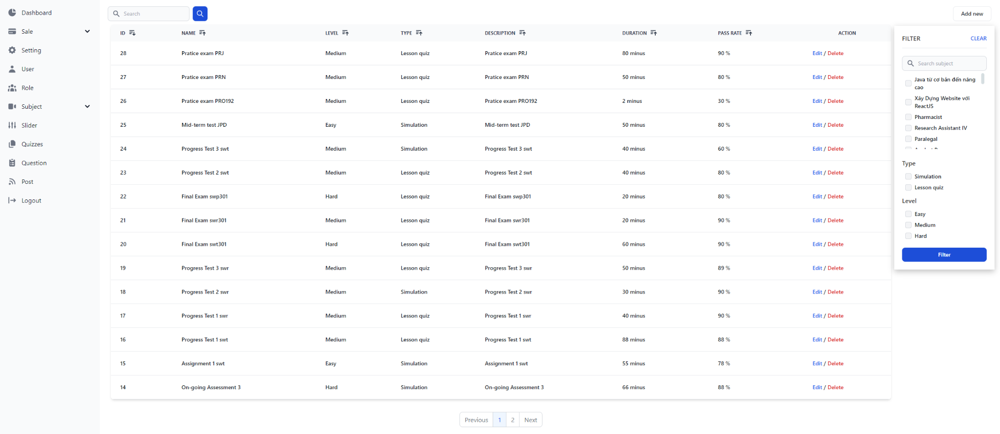 Dashboard
Sale
Setting
User
Role
Subject
Slider
Quizzes
Question
Post
Logout
Search
Add new
ID NAME LEVEL TYPE DESCRIPTION DURATION PASS RATE ACTION
28 Pratice exam PRJ Medium Lesson quiz Pratice exam PRJ 80 minus 90 % Edit / Delete
27 Pratice exam PRN Medium Lesson quiz Pratice exam PRN 50 minus 80 % Edit / Delete
26 Pratice exam PRO192 Medium Lesson quiz Pratice exam PRO192 2 minus 30 % Edit / Delete
25 Mid-term test JPD Easy Simulation Mid-term test JPD 50 minus 80 % Edit / Delete
24 Progress Test 3 swt Medium Simulation Progress Test 3 swt 40 minus 60 % Edit / Delete
23 Progress Test 2 swt Medium Lesson quiz Progress Test 2 swt 40 minus 80 % Edit / Delete
22 Final Exam swp301 Hard Lesson quiz Final Exam swp301 20 minus 80 % Edit / Delete
21 Final Exam swr301 Medium Lesson quiz Final Exam swr301 20 minus 90 % Edit / Delete
20 Final Exam swt301 Hard Lesson quiz Final Exam swt301 60 minus 90 % Edit / Delete
19 Progress Test 3 swr Medium Lesson quiz Progress Test 3 swr 50 minus 89 % Edit / Delete
18 Progress Test 2 swr Medium Simulation Progress Test 2 swr 30 minus 90 % Edit / Delete
17 Progress Test 1 swr Medium Lesson quiz Progress Test 1 swr 40 minus 90 % Edit / Delete
16 Progress Test 1 swt Medium Lesson quiz Progress Test 1 swt 88 minus 88 % Edit / Delete
15 Assignment 1 swt Easy Simulation Assignment 1 swt 55 minus 78 % Edit / Delete
14 On-going Assessment 3 Hard Simulation On-going Assessment 3 66 minus 88 % Edit / Delete
Previous 1 2 Next
FILTER CLEAR
Search subject
Java từ cơ bản đến nâng
cao
Xây Dựng Website với
ReactJS
Pharmacist
Research Assistant IV
Paralegal
Type
Simulation
Lesson quiz
Level
Easy
Medium
Hard
Filter